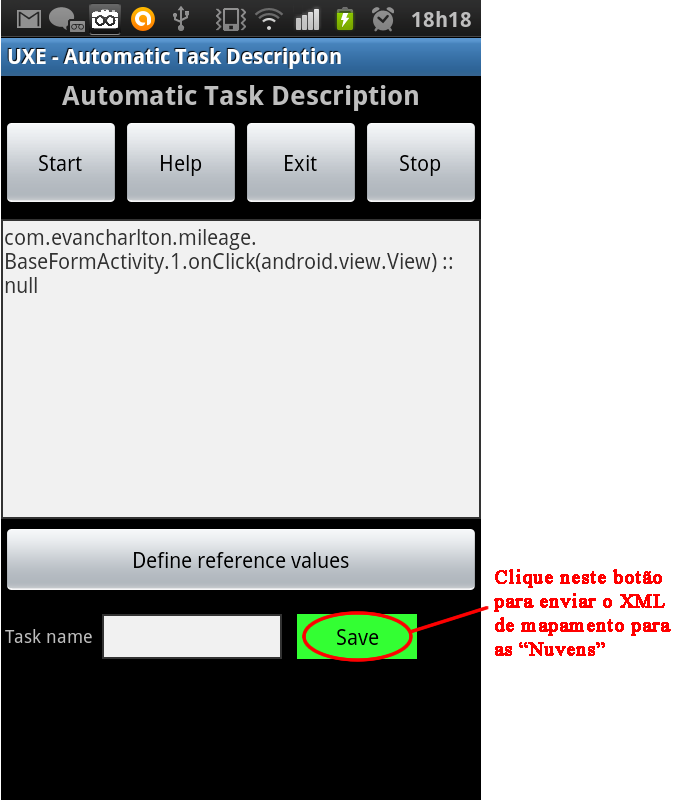 18h18
UXE - Automatic Task Description
Automatic Task Description
Start Help Exit Stop
com.evancharlton.mileage.
BaseFormActivity.1.onClick(android.view.View) ::
null
Define reference values
Task name Save
Clique neste botão
para enviar o XML
de mapamento para
as “Nuvens”